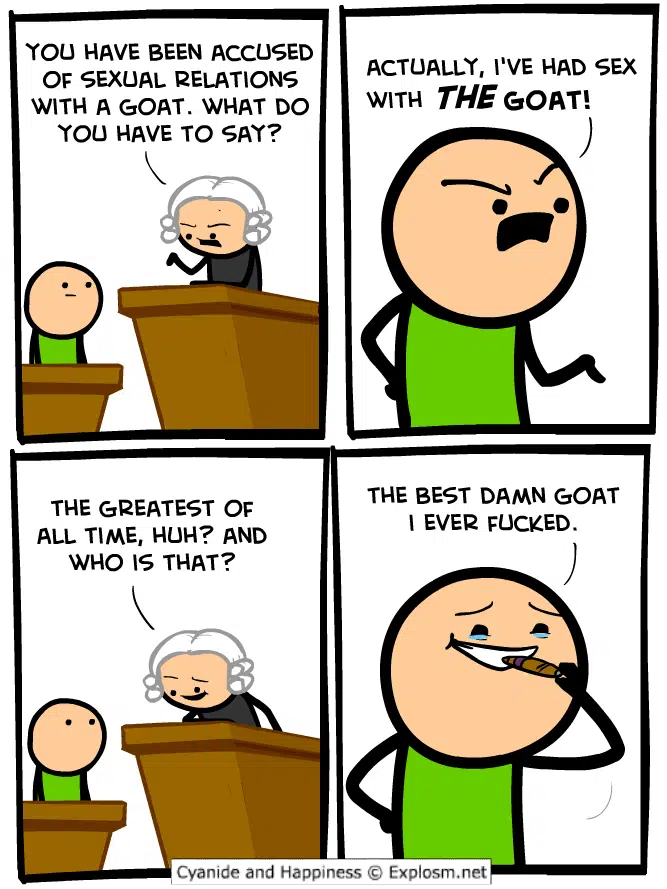 YOU HAVE BEEN ACCUSED
OF SEXUAL RELATIONS
WITH A GOAT. WHAT DO
YOU HAVE TO SAY?
ACTUALLY, I'VE HAD SEX
WITH THE GOAT!
THE GREATEST OF
ALL TIME, HUH? AND
WHO IS THAT?
THE BEST DAMN GOAT
I EVER FUCKED.
Cyanide and Happiness © Explosm.net